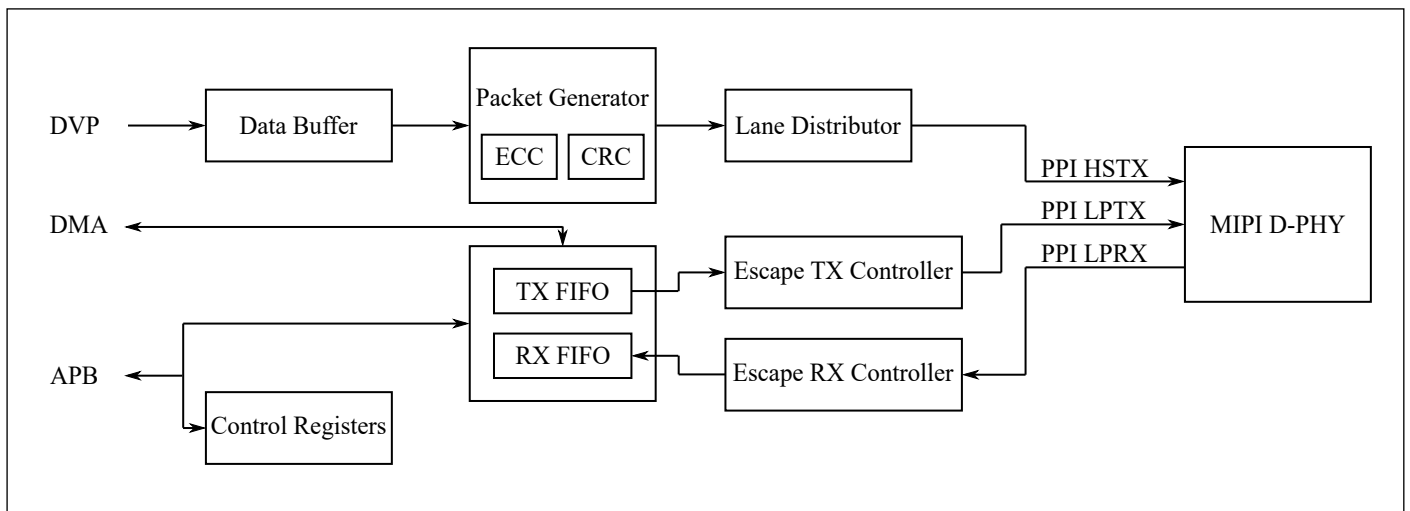 Packet Generator
DVP
Data Buffer
Lane Distributor
ECC
CRC
PPI HSTX
DMA
PPI LPTX
MIPI D-PHY
PPI LPRX
Escape TX Controller
TX FIFO
RX FIFO
APB
Escape RX Controller
Control Registers